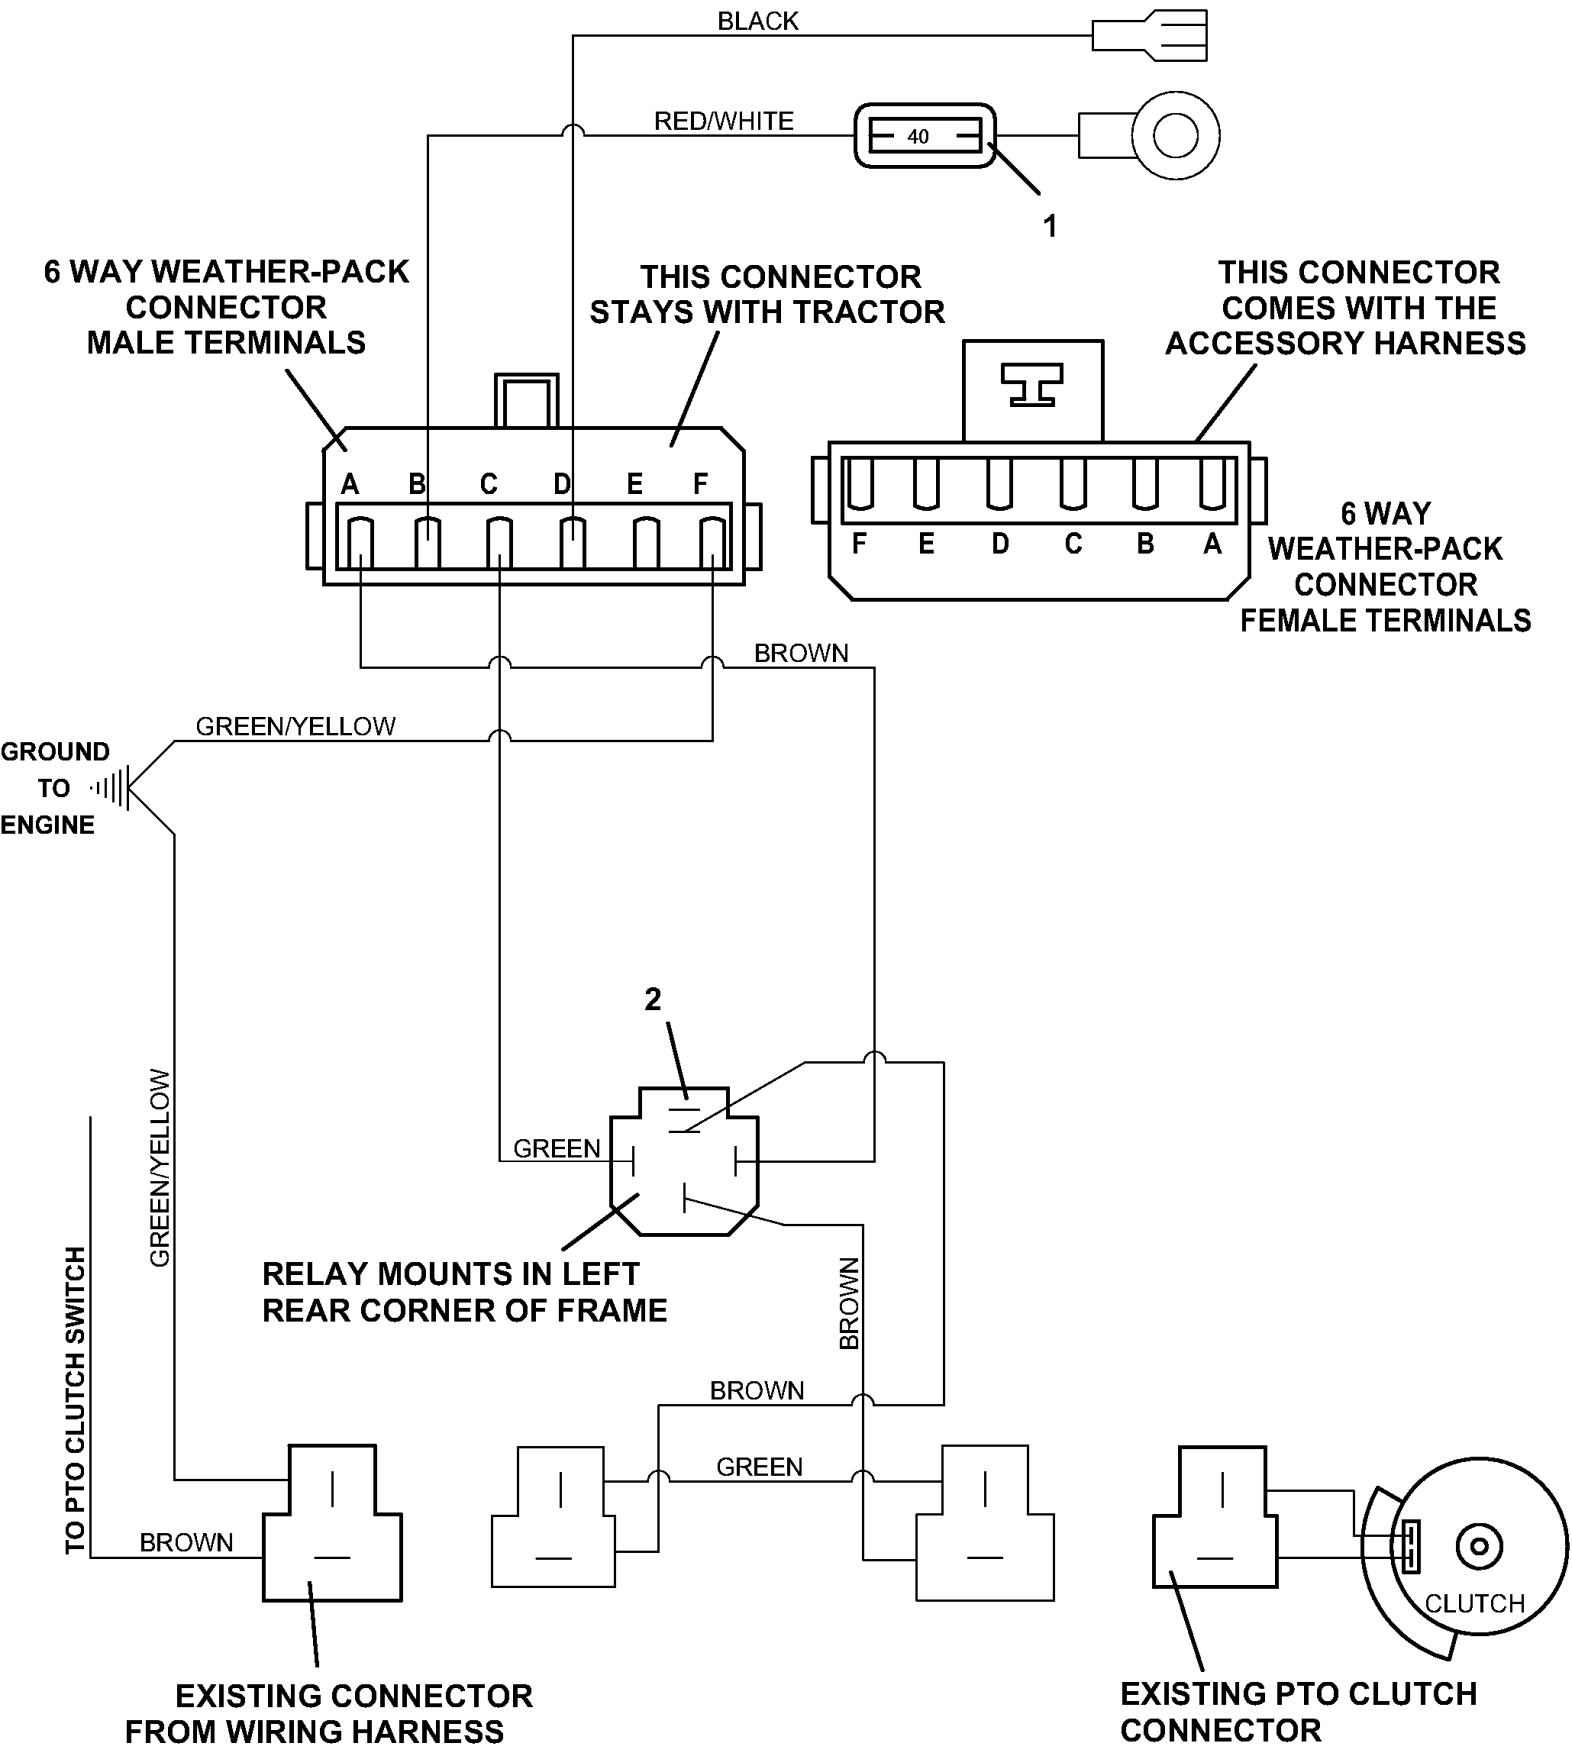 BLACK
RED/WHITE
40
1
6 WAY WEATHER-PACK
CONNECTOR
MALE TERMINALS
THIS CONNECTOR
STAYS WITH TRACTOR
THIS CONNECTOR
COMES WITH THE
ACCESSORY HARNESS
A B C D E F
F E D C B A
6 WAY
WEATHER-PACK
CONNECTOR
FEMALE TERMINALS
BROWN
GREEN/YELLOW
GROUND
TO
ENGINE
2
GREEN
GREEN/YELLOW
RELAY MOUNTS IN LEFT
REAR CORNER OF FRAME
TO PTO CLUTCH SWITCH
BROWN
BROWN
GREEN
BROWN
CLUTCH
EXISTING CONNECTOR
FROM WIRING HARNESS
EXISTING PTO CLUTCH
CONNECTOR